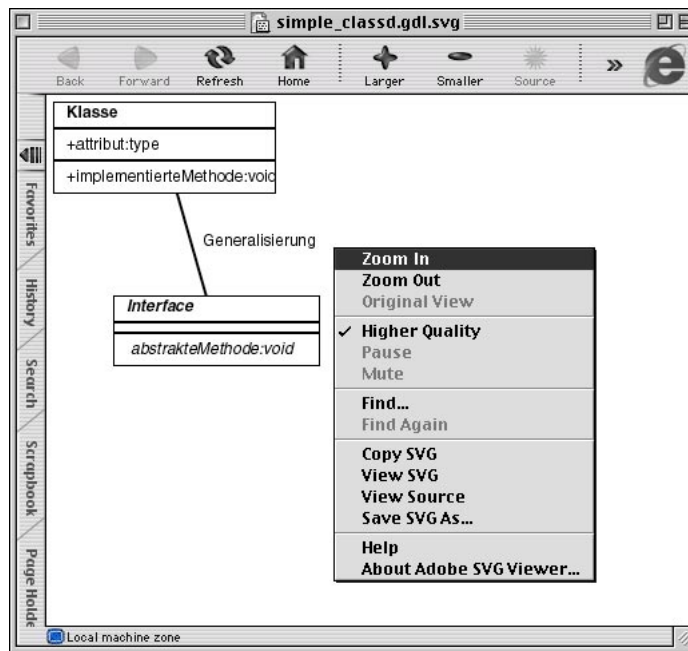 simple_classd.gdl.svg
Back Forward Refresh Home Larger Smaller Source »
Favorites
History
Search
Scrapbook
Page Holde
Klasse
+attribut:type
+implementierteMethode:void
Generalisierung
Interface
abstrakteMethode:void
Zoom In
Zoom Out
Original View
Higher Quality
Pause
Mute
Find...
Find Again
Copy SVG
View SVG
View Source
Save SVG As...
Help
About Adobe SVG Viewer...
Local machine zone